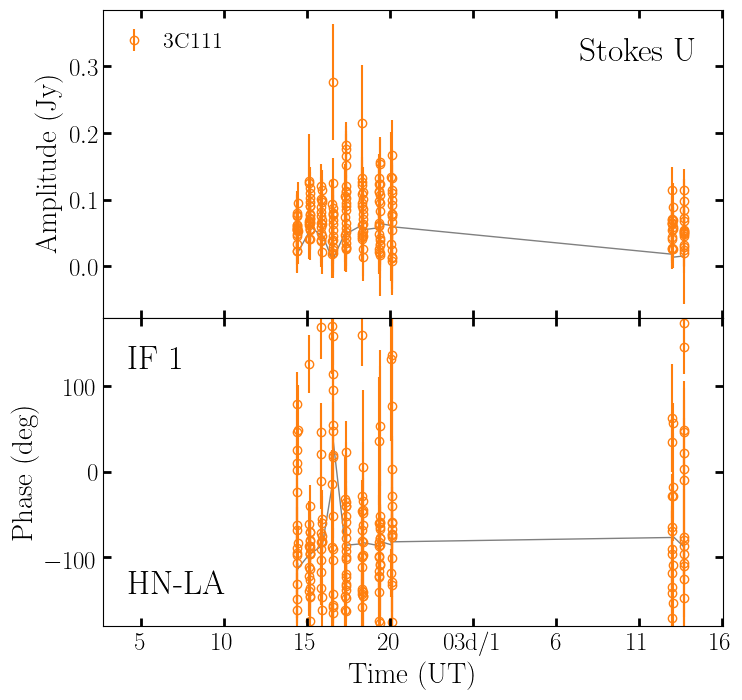 3C111
Stokes U
Amplitude (Jy)
0.3
0.2
0.1
0.0
IF 1
HN-LA
Phase (deg)
100
0
−100
5 10 15 20 03d/1 6 11 16
Time (UT)